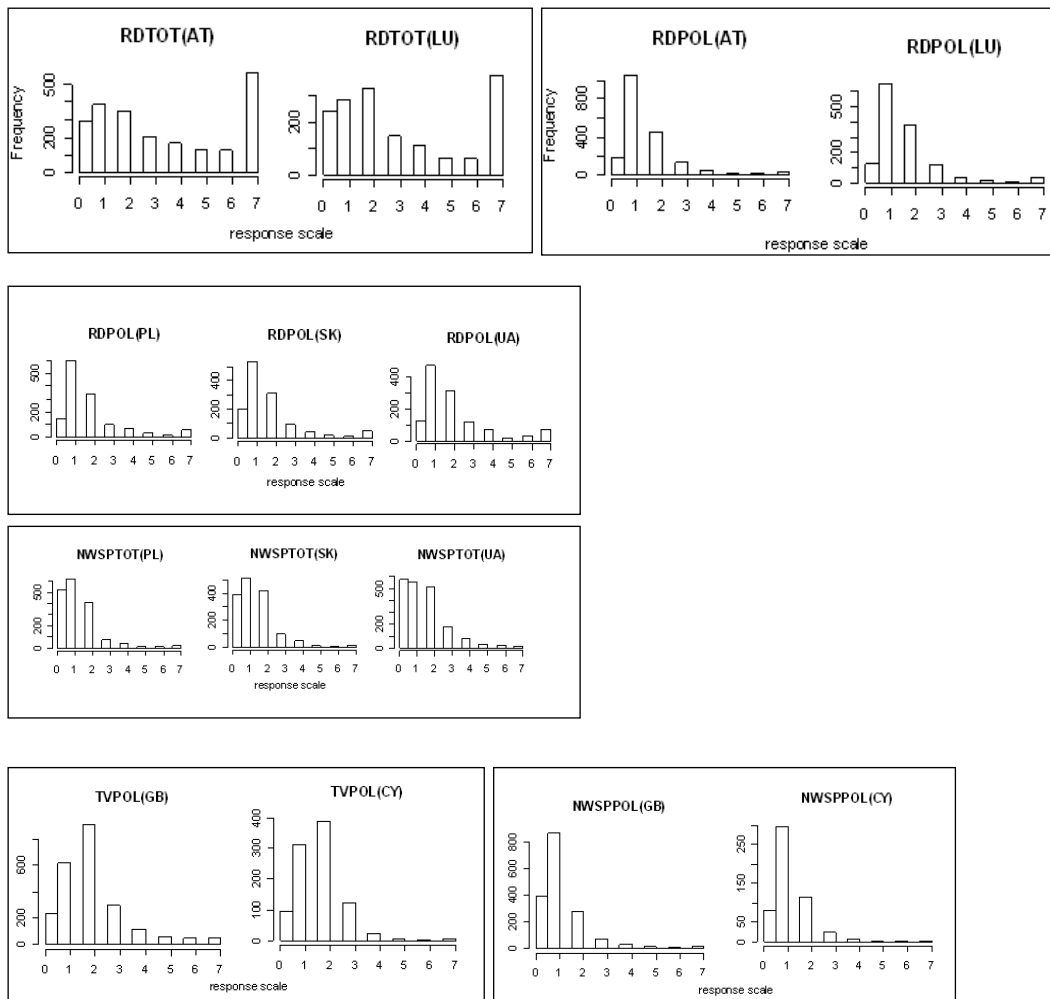 RDTOT(AT)
RDTOT(LU)
Frequency
0 200 500
0 1 2 3 4 5 6 7
0 200
0 1 2 3 4 5 6 7
response scale
RDPOL(AT)
RDPOL(LU)
Frequency
0 400 800
0 1 2 3 4 5 6 7
0 200 600
0 1 2 3 4 5 6 7
response scale
RDPOL(PL)
RDPOL(SK)
RDPOL(UA)
0 200 500
0 1 2 3 4 5 6 7
0 200 400
0 1 2 3 4 5 6 7
0 200 400
0 1 2 3 4 5 6 7
response scale
NWSPTOT(PL)
NWSPTOT(SK)
NWSPTOT(UA)
0 200 500
0 1 2 3 4 5 6 7
0 200 400
0 1 2 3 4 5 6 7
0 200 500
0 1 2 3 4 5 6 7
response scale
TVPOL(GB)
TVPOL(CY)
0 200 600
0 1 2 3 4 5 6 7
0 100 200 300 400
0 1 2 3 4 5 6 7
response scale
NWSPPOL(GB)
NWSPPOL(CY)
0 200 400 600 800
0 1 2 3 4 5 6 7
0 50 150 250
0 1 2 3 4 5 6 7
response scale